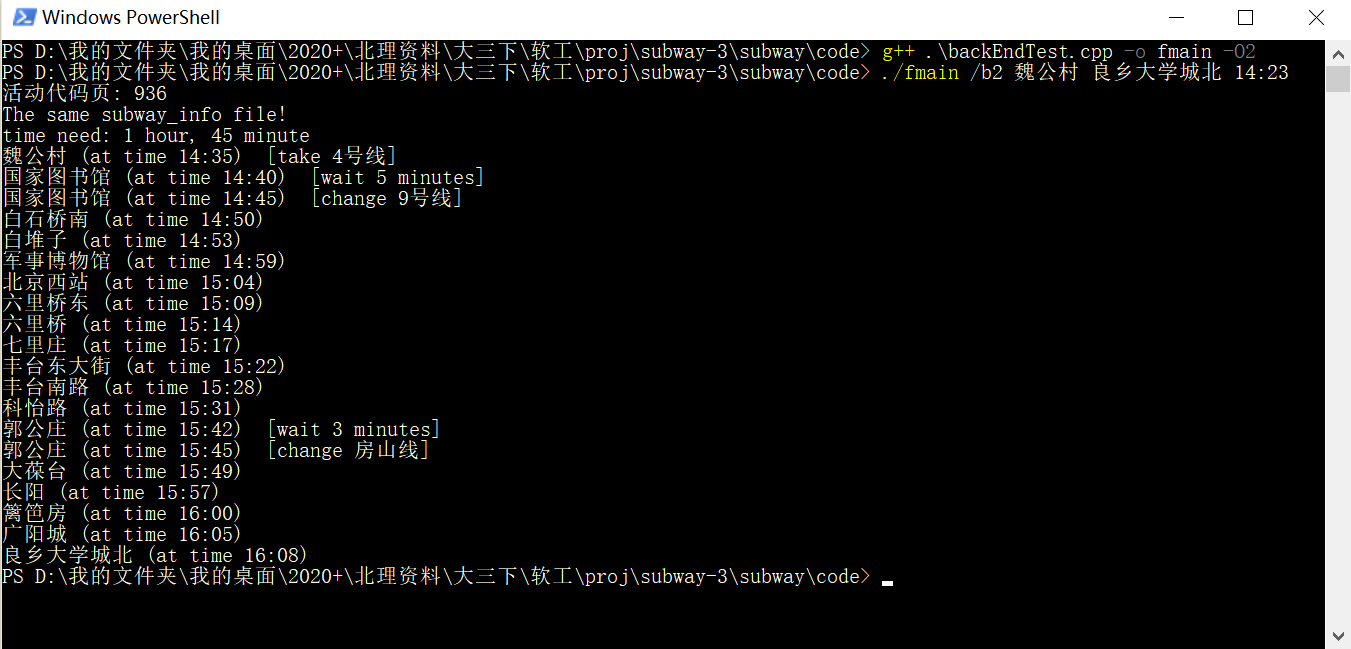 Windows PowerShell
PS D:\我的文件夹\我的桌面\2020+\北理资料\大三下\软工\proj\subway-3\subway\code> g++ .\backEndTest.cpp -o fmain -O2
PS D:\我的文件夹\我的桌面\2020+\北理资料\大三下\软工\proj\subway-3\subway\code> ./fmain /b2 魏公村 良乡大学城北 14:23
活动代码页: 936
The same subway_info file!
time need: 1 hour, 45 minute
魏公村 (at time 14:35)  [take 4号线]
国家图书馆 (at time 14:40)  [wait 5 minutes]
国家图书馆 (at time 14:45)  [change 9号线]
白石桥南 (at time 14:50)
白堆子 (at time 14:53)
军事博物馆 (at time 14:59)
北京西站 (at time 15:04)
六里桥东 (at time 15:09)
六里桥 (at time 15:14)
七里庄 (at time 15:17)
丰台东大街 (at time 15:22)
丰台南路 (at time 15:28)
科怡路 (at time 15:31)
郭公庄 (at time 15:42)  [wait 3 minutes]
郭公庄 (at time 15:45)  [change 房山线]
大葆台 (at time 15:49)
长阳 (at time 15:57)
篱笆房 (at time 16:00)
广阳城 (at time 16:05)
良乡大学城北 (at time 16:08)
PS D:\我的文件夹\我的桌面\2020+\北理资料\大三下\软工\proj\subway-3\subway\code>